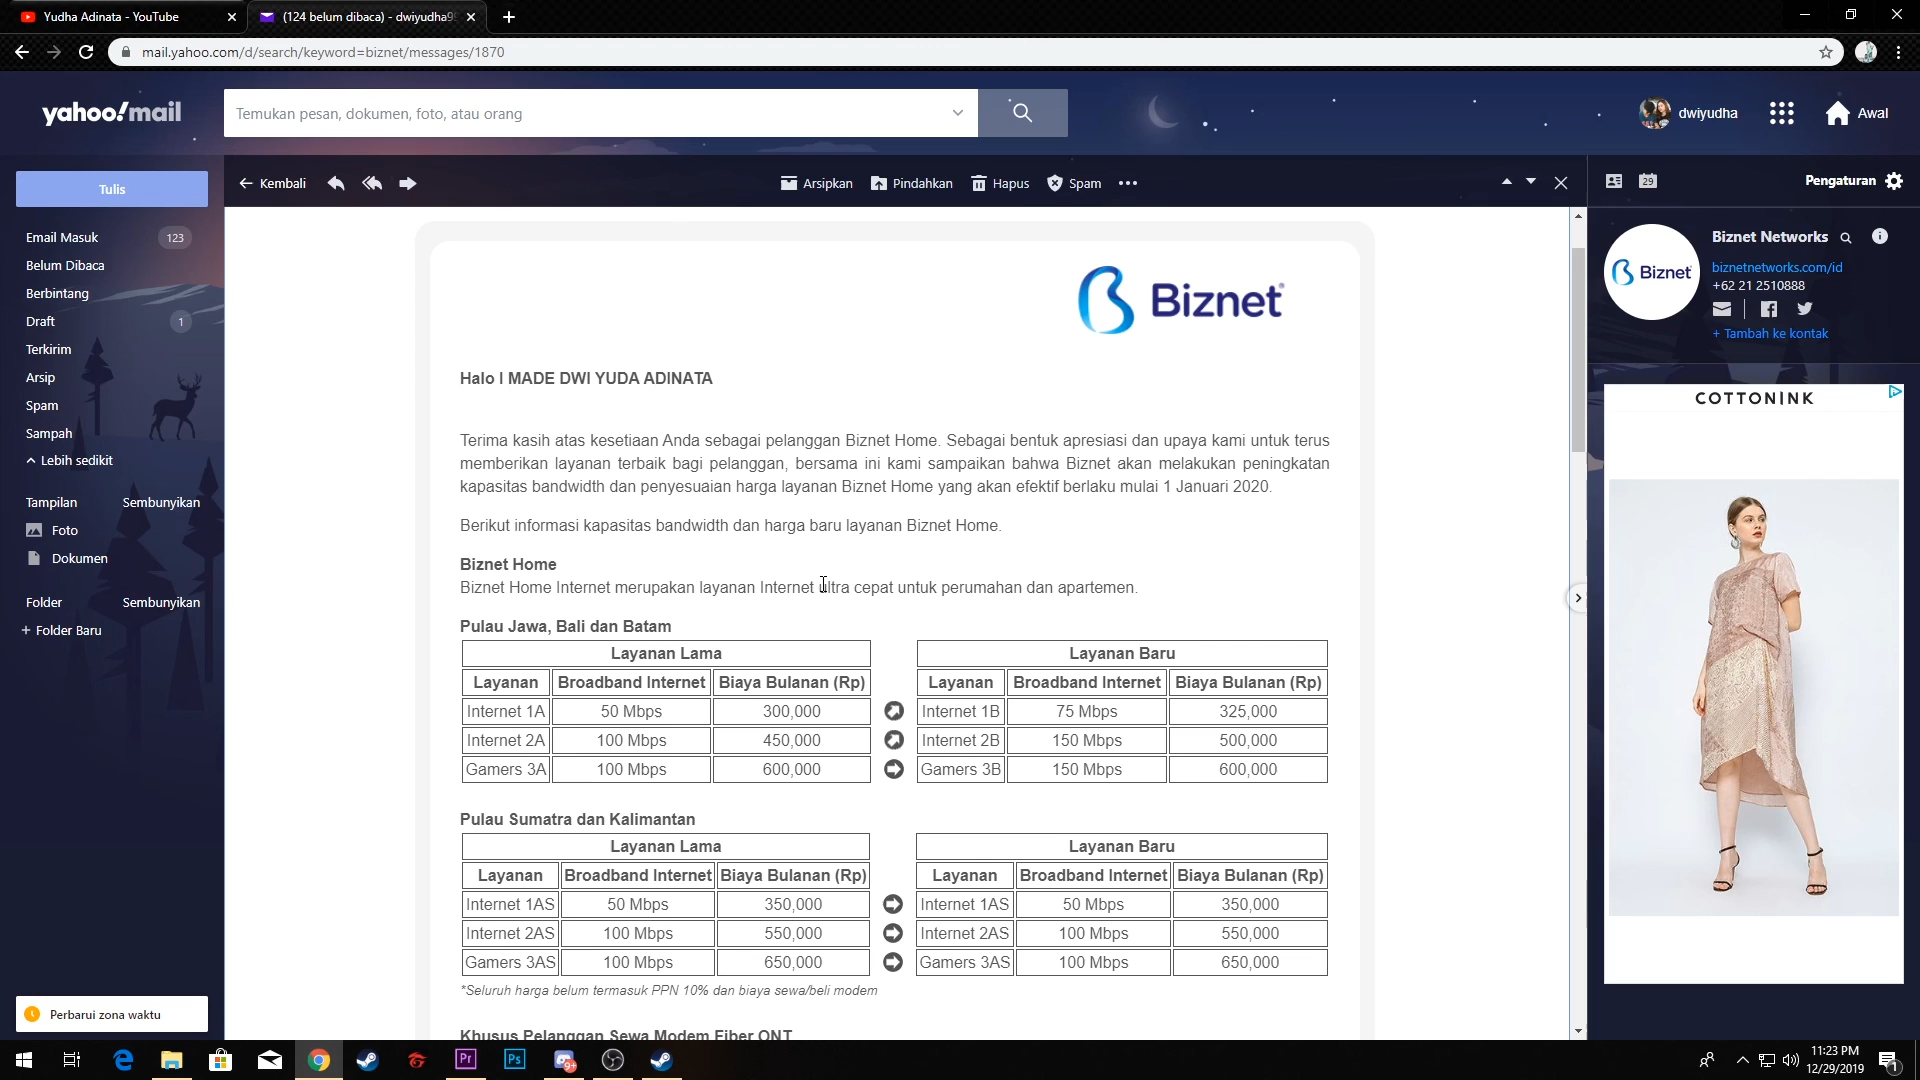 Yudha Adinata - YouTube
(124 belum dibaca) - dwiyudha99
mail.yahoo.com/d/search/keyword=biznet/messages/1870
yahoo!mail
Temukan pesan, dokumen, foto, atau orang
dwiyudha
Awal
Tulis
Kembali
Arsipkan
Pindahkan
Hapus
Spam
29
Pengaturan
Email Masuk 123
Belum Dibaca
Berbintang
Draft 1
Terkirim
Arsip
Spam
Sampah
Lebih sedikit
Tampilan Sembunyikan
Foto
Dokumen
Folder Sembunyikan
+ Folder Baru
Perbarui zona waktu
Biznet
Halo I MADE DWI YUDA ADINATA
Terima kasih atas kesetiaan Anda sebagai pelanggan Biznet Home. Sebagai bentuk apresiasi dan upaya kami untuk terus
memberikan layanan terbaik bagi pelanggan, bersama ini kami sampaikan bahwa Biznet akan melakukan peningkatan
kapasitas bandwidth dan penyesuaian harga layanan Biznet Home yang akan efektif berlaku mulai 1 Januari 2020.
Berikut informasi kapasitas bandwidth dan harga baru layanan Biznet Home.
Biznet Home
Biznet Home Internet merupakan layanan Internet ultra cepat untuk perumahan dan apartemen.
Pulau Jawa, Bali dan Batam
Layanan Lama Layanan Baru
Layanan Broadband Internet Biaya Bulanan (Rp) Layanan Broadband Internet Biaya Bulanan (Rp)
Internet 1A 50 Mbps 300,000 Internet 1B 75 Mbps 325,000
Internet 2A 100 Mbps 450,000 Internet 2B 150 Mbps 500,000
Gamers 3A 100 Mbps 600,000 Gamers 3B 150 Mbps 600,000
Pulau Sumatra dan Kalimantan
Layanan Lama Layanan Baru
Layanan Broadband Internet Biaya Bulanan (Rp) Layanan Broadband Internet Biaya Bulanan (Rp)
Internet 1AS 50 Mbps 350,000 Internet 1AS 50 Mbps 350,000
Internet 2AS 100 Mbps 550,000 Internet 2AS 100 Mbps 550,000
Gamers 3AS 100 Mbps 650,000 Gamers 3AS 100 Mbps 650,000
*Seluruh harga belum termasuk PPN 10% dan biaya sewa/beli modem
Khusus Pelanggan Sewa Modem Fiber ONT
Biznet
Biznet Networks
biznetnetworks.com/id
+62 21 2510888
+ Tambah ke kontak
COTTONINK
Pr
Ps
9+
11:23 PM
12/29/2019
1